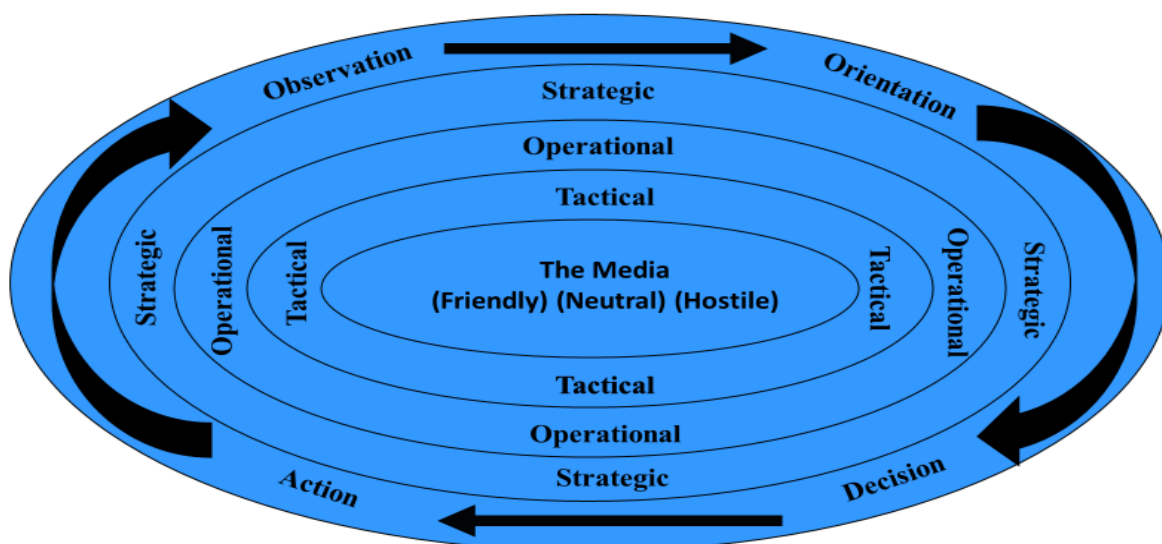 Observation
Orientation
Strategic
Operational
Tactical
Strategic
Operational
Tactical
The Media
(Friendly) (Neutral) (Hostile)
Tactical
Operational
Strategic
Tactical
Operational
Strategic
Action
Decision